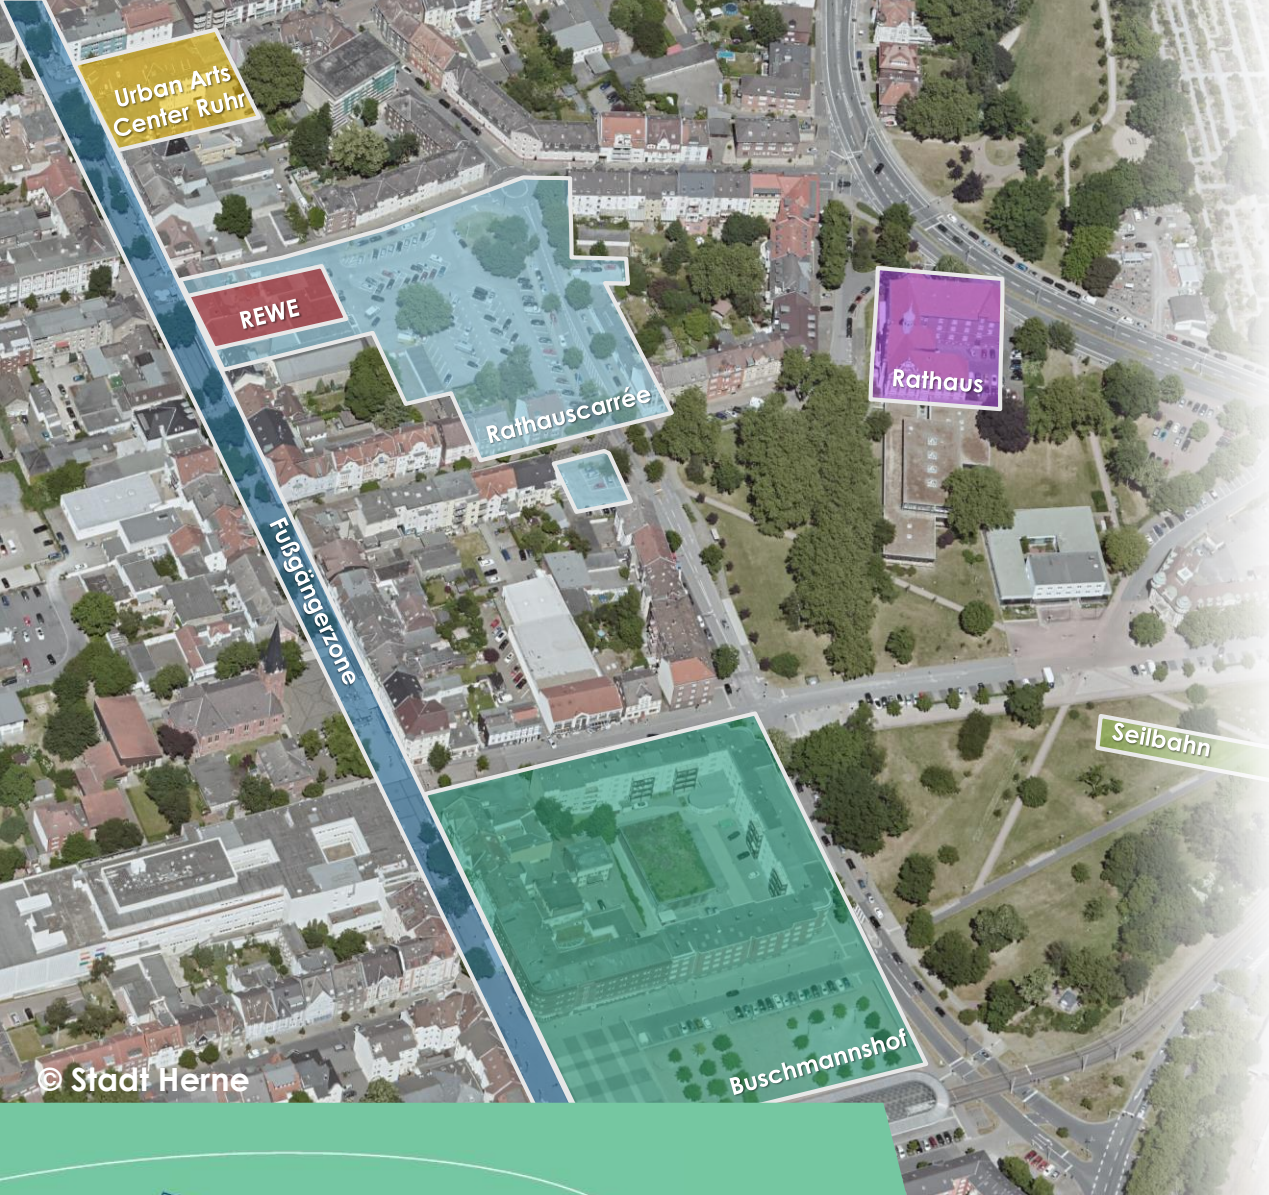 Urban Arts
Center Ruhr
REWE
Rathauscarrée
Rathaus
Fußgängerzone
Seilbahn
Buschmannshof
© Stadt Herne